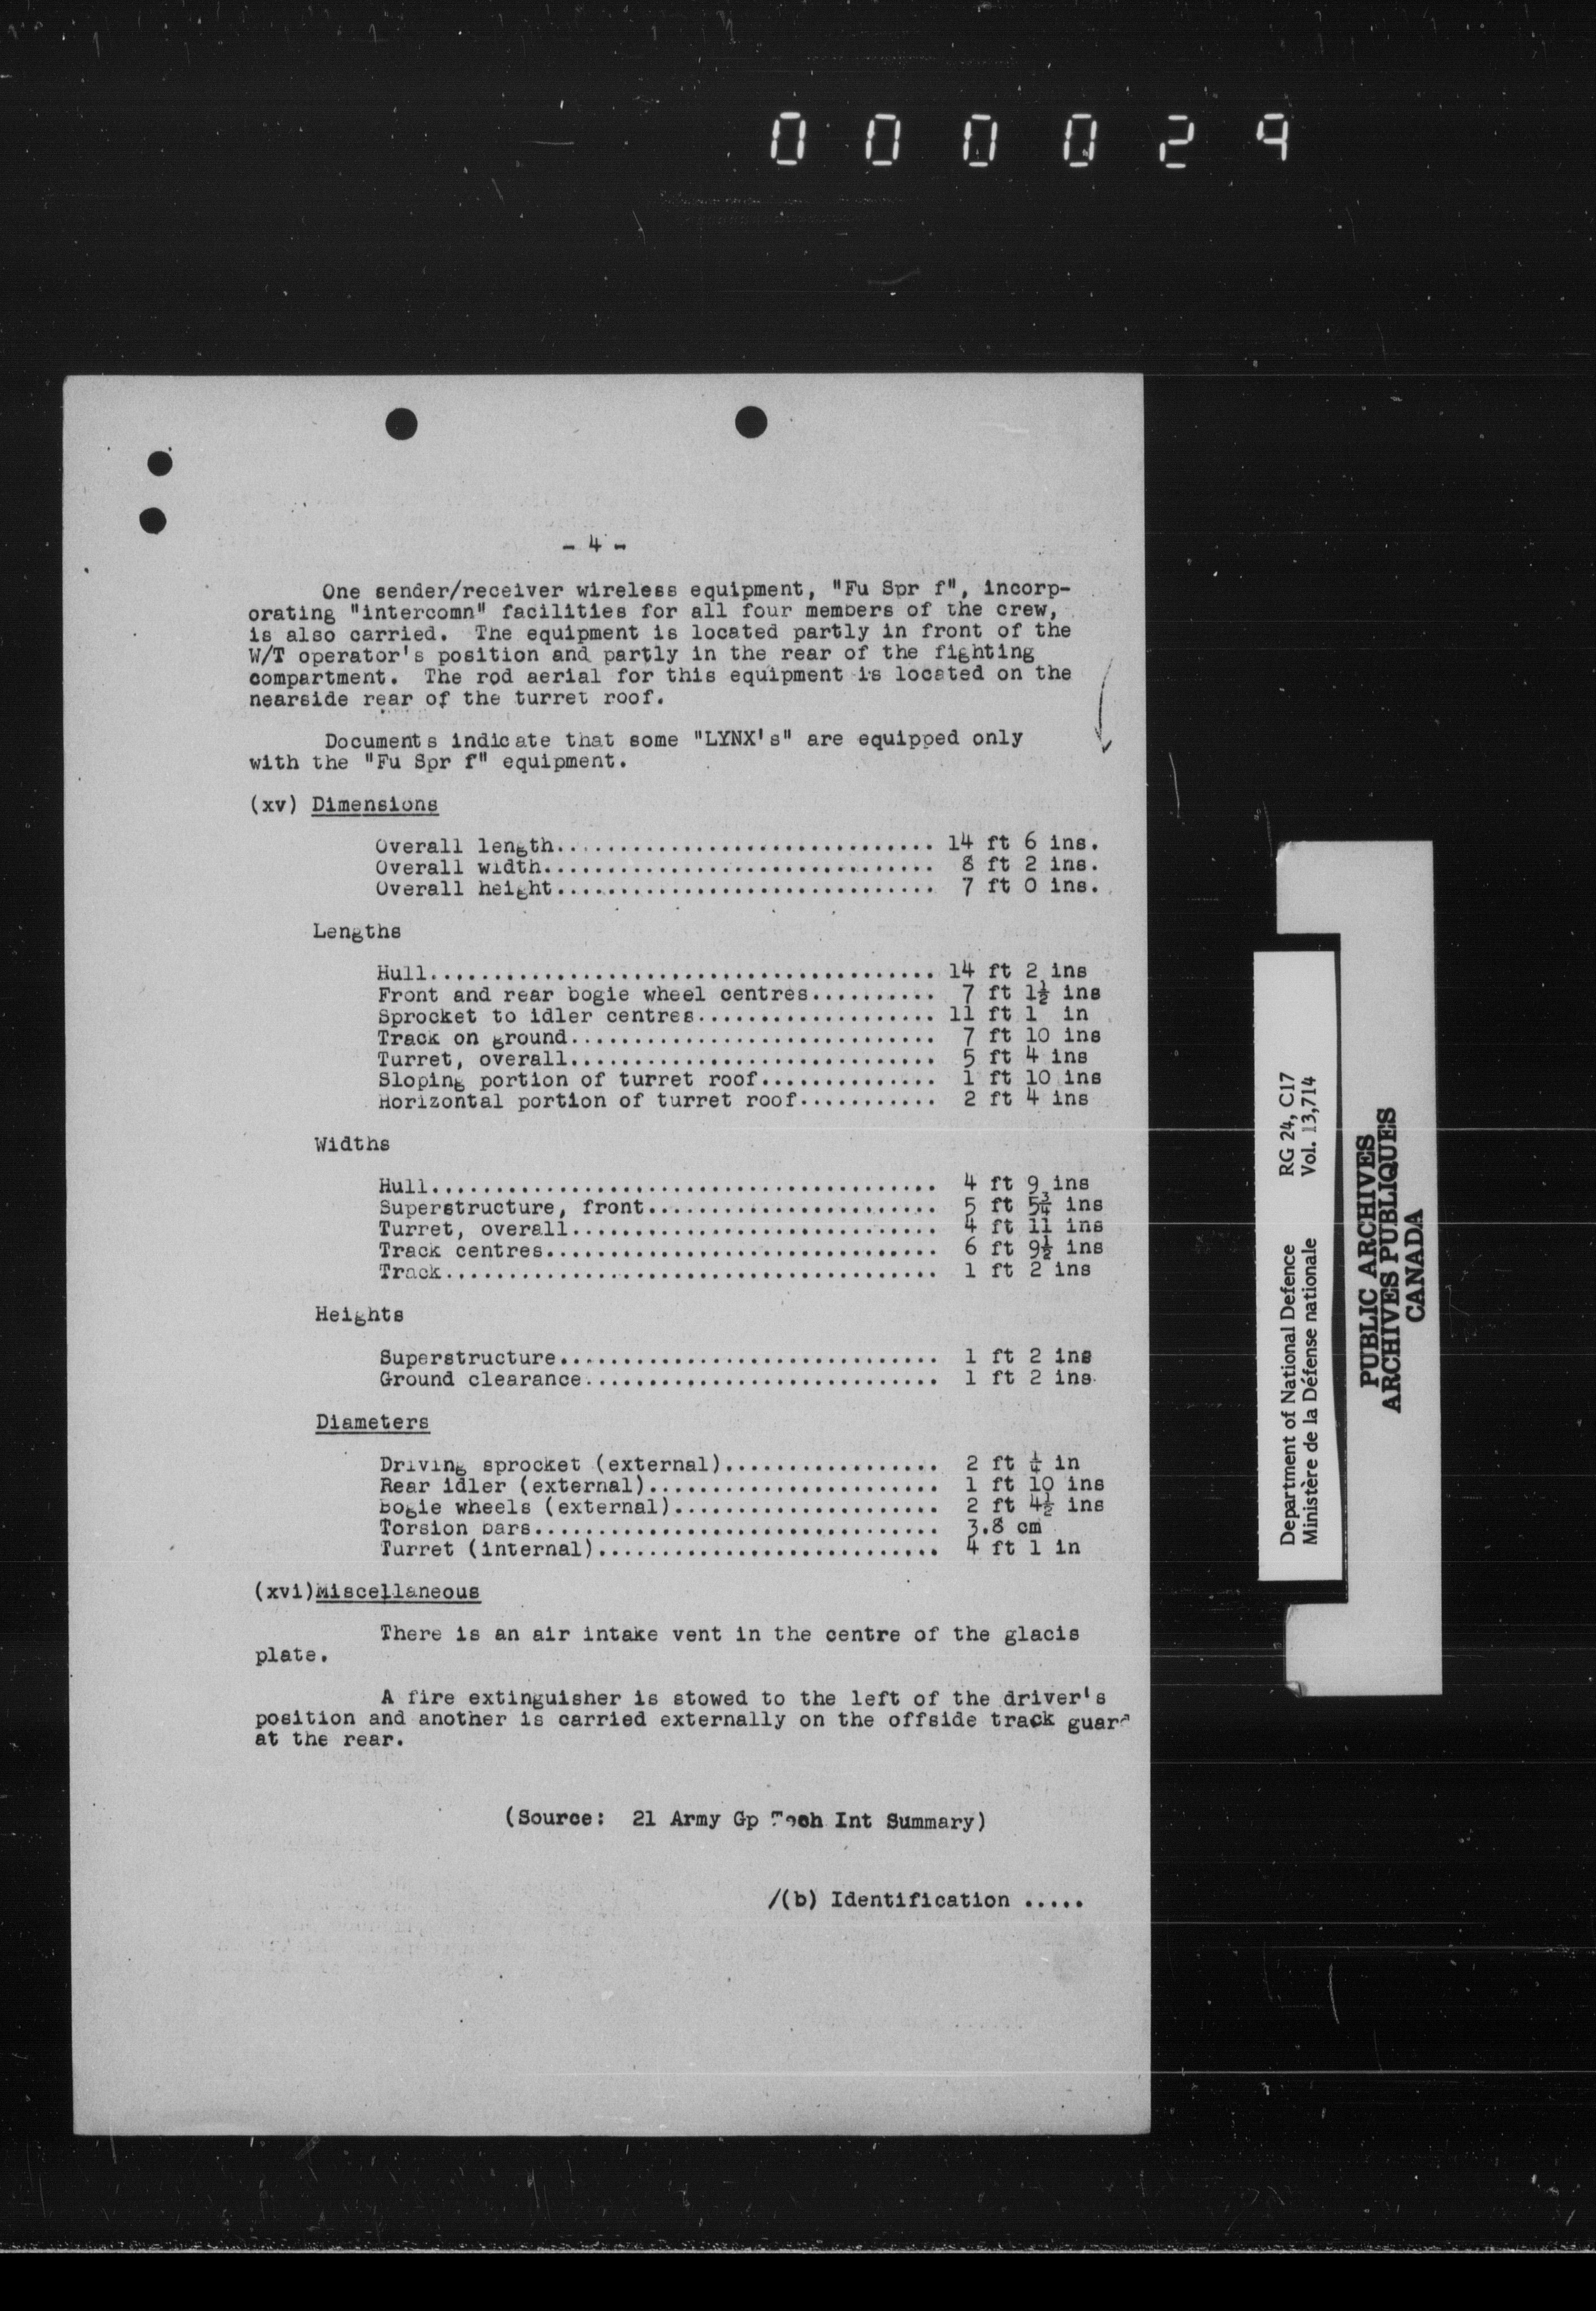 000029
- 4 -
One sender/receiver wireless equipment, "Fu Spr f", incorp-
orating "intercomn" facilities for all four members of the crew,
is also carried. The equipment is located partly in front of the
W/T operator's position and partly in the rear of the fighting
compartment. The rod aerial for this equipment is located on the
nearside rear of the turret roof.
Documents indicate that some "LYNX's" are equipped only
with the "Fu Spr f" equipment.
(xv) Dimensions
Overall length.............................. 14 ft 6 ins.
Overall width............................... 8 ft 2 ins.
Overall height.............................. 7 ft 0 ins.
Lengths
Hull........................................ 14 ft 2 ins
Front and rear bogie wheel centres.......... 7 ft 1½ ins
Sprocket to idler centres................... 11 ft 1 in
Track on ground............................. 7 ft 10 ins
Turret, overall............................. 5 ft 4 ins
Sloping portion of turret roof.............. 1 ft 10 ins
Horizontal portion of turret roof........... 2 ft 4 ins
Widths
Hull........................................ 4 ft 9 ins
Superstructure, front....................... 5 ft 5¾ ins
Turret, overall............................. 4 ft 11 ins
Track centres............................... 6 ft 9½ ins
Track....................................... 1 ft 2 ins
Heights
Superstructure.............................. 1 ft 2 ins
Ground clearance............................ 1 ft 2 ins.
Diameters
Driving sprocket (external)................. 2 ft ¼ in
Rear idler (external)....................... 1 ft 10 ins
Bogie wheels (external)..................... 2 ft 4½ ins
Torsion bars................................ 3.8 cm
Turret (internal)........................... 4 ft 1 in
(xvi)Miscellaneous
There is an air intake vent in the centre of the glacis
plate.
A fire extinguisher is stowed to the left of the driver's
position and another is carried externally on the offside track guard
at the rear.
(Source: 21 Army Gp Tech Int Summary)
/(b) Identification .....
Department of National Defence RG 24, C17
Ministère de la Défense nationale Vol. 13,714
PUBLIC ARCHIVES
ARCHIVES PUBLIQUES
CANADA